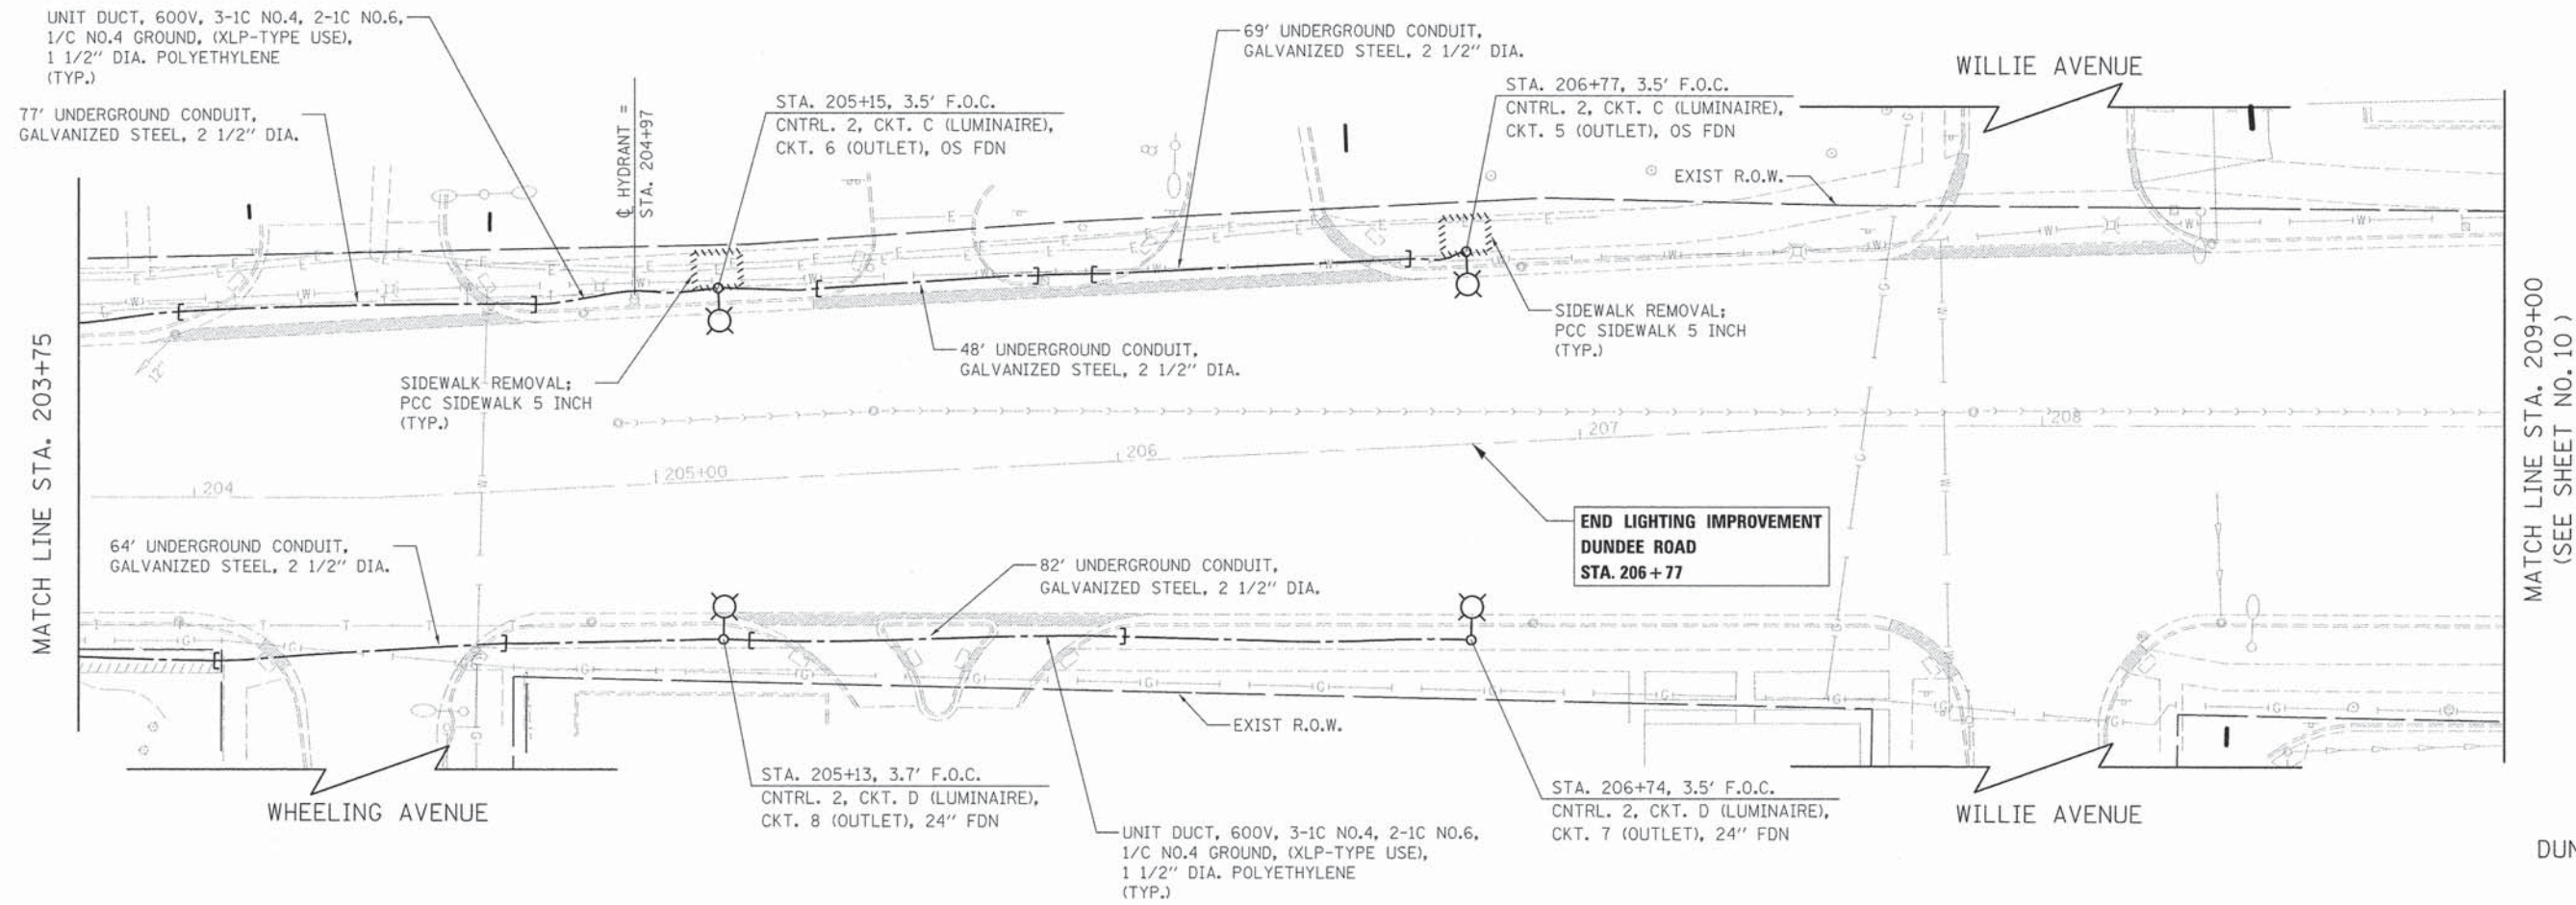 UNIT DUCT, 600V, 3-1C NO.4, 2-1C NO.6,
1/C NO.4 GROUND, (XLP-TYPE USE),
1 1/2" DIA. POLYETHYLENE
(TYP.)
77' UNDERGROUND CONDUIT,
GALVANIZED STEEL, 2 1/2" DIA.
℄ HYDRANT =
STA. 204+97
STA. 205+15, 3.5' F.O.C.
CNTRL. 2, CKT. C (LUMINAIRE),
CKT. 6 (OUTLET), OS FDN
69' UNDERGROUND CONDUIT,
GALVANIZED STEEL, 2 1/2" DIA.
STA. 206+77, 3.5' F.O.C.
CNTRL. 2, CKT. C (LUMINAIRE),
CKT. 5 (OUTLET), OS FDN
WILLIE AVENUE
EXIST R.O.W.
MATCH LINE STA. 203+75
12"
SIDEWALK REMOVAL;
PCC SIDEWALK 5 INCH
(TYP.)
48' UNDERGROUND CONDUIT,
GALVANIZED STEEL, 2 1/2" DIA.
SIDEWALK REMOVAL;
PCC SIDEWALK 5 INCH
(TYP.)
MATCH LINE STA. 209+00
(SEE SHEET NO. 10 )
204
205+00
206
207
208
END LIGHTING IMPROVEMENT
DUNDEE ROAD
STA. 206+77
64' UNDERGROUND CONDUIT,
GALVANIZED STEEL, 2 1/2" DIA.
82' UNDERGROUND CONDUIT,
GALVANIZED STEEL, 2 1/2" DIA.
EXIST R.O.W.
WHEELING AVENUE
STA. 205+13, 3.7' F.O.C.
CNTRL. 2, CKT. D (LUMINAIRE),
CKT. 8 (OUTLET), 24" FDN
UNIT DUCT, 600V, 3-1C NO.4, 2-1C NO.6,
1/C NO.4 GROUND, (XLP-TYPE USE),
1 1/2" DIA. POLYETHYLENE
(TYP.)
STA. 206+74, 3.5' F.O.C.
CNTRL. 2, CKT. D (LUMINAIRE),
CKT. 7 (OUTLET), 24" FDN
WILLIE AVENUE
DUN